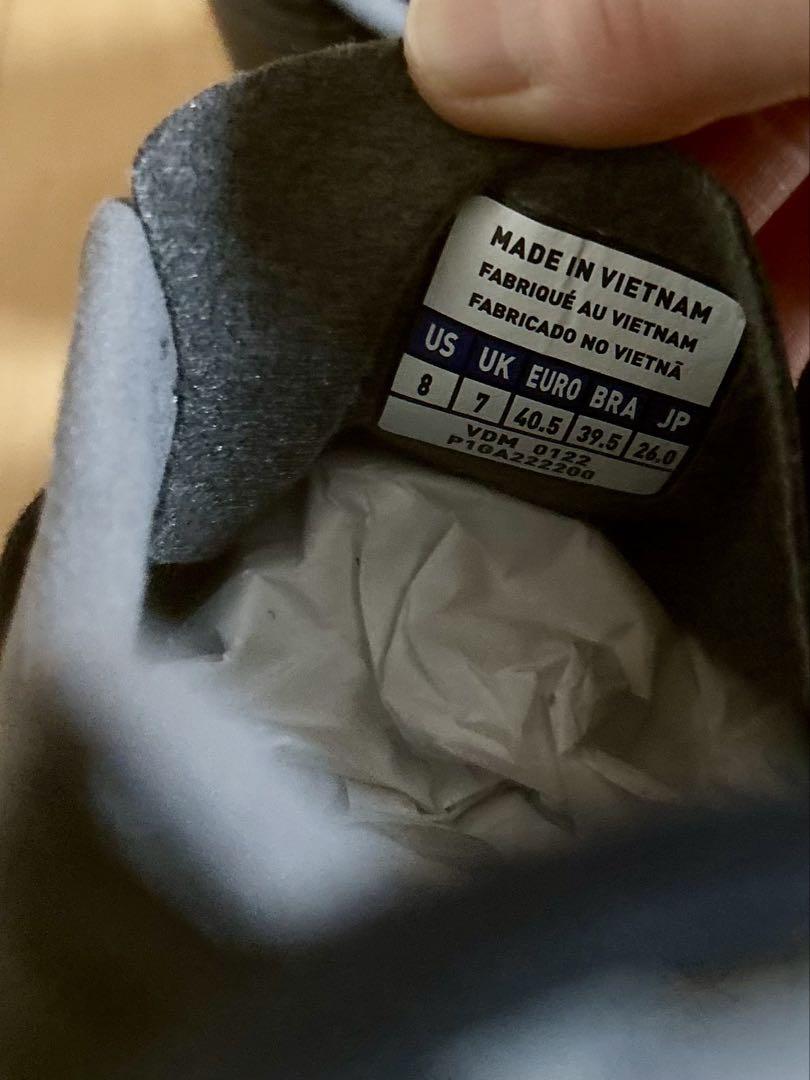 MADE IN VIETNAM
FABRIQUÉ AU VIETNAM
FABRICADO NO VIETNÃ
US UK EURO BRA JP
8 7 40.5 39.5 26.0
VDM 0122
P1GA222200